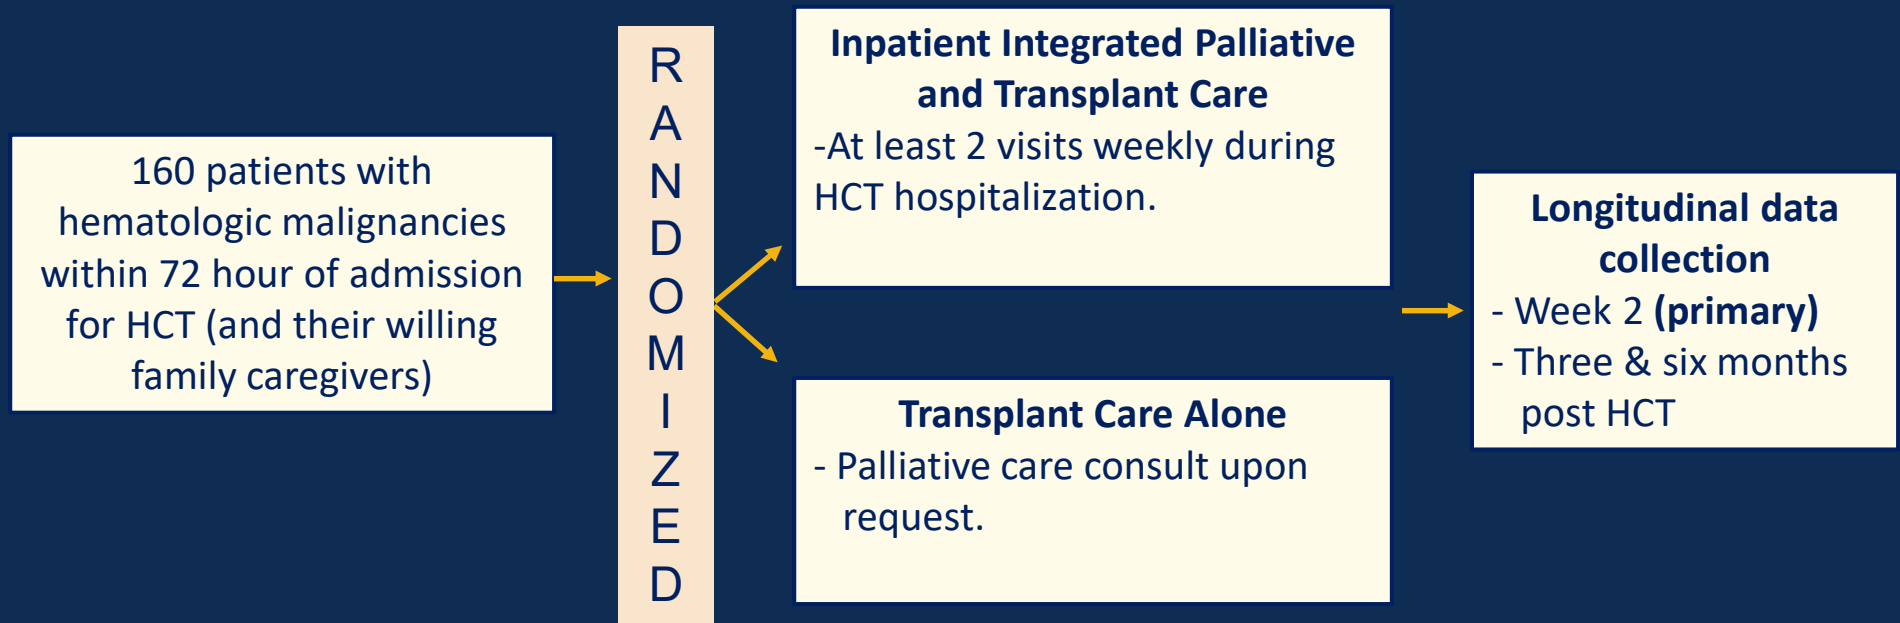 160 patients with
hematologic malignancies
within 72 hour of admission
for HCT (and their willing
family caregivers)
R
A
N
D
O
M
I
Z
E
D
Inpatient Integrated Palliative
and Transplant Care
-At least 2 visits weekly during
HCT hospitalization.
Transplant Care Alone
- Palliative care consult upon
request.
Longitudinal data
collection
- Week 2 (primary)
- Three & six months
post HCT